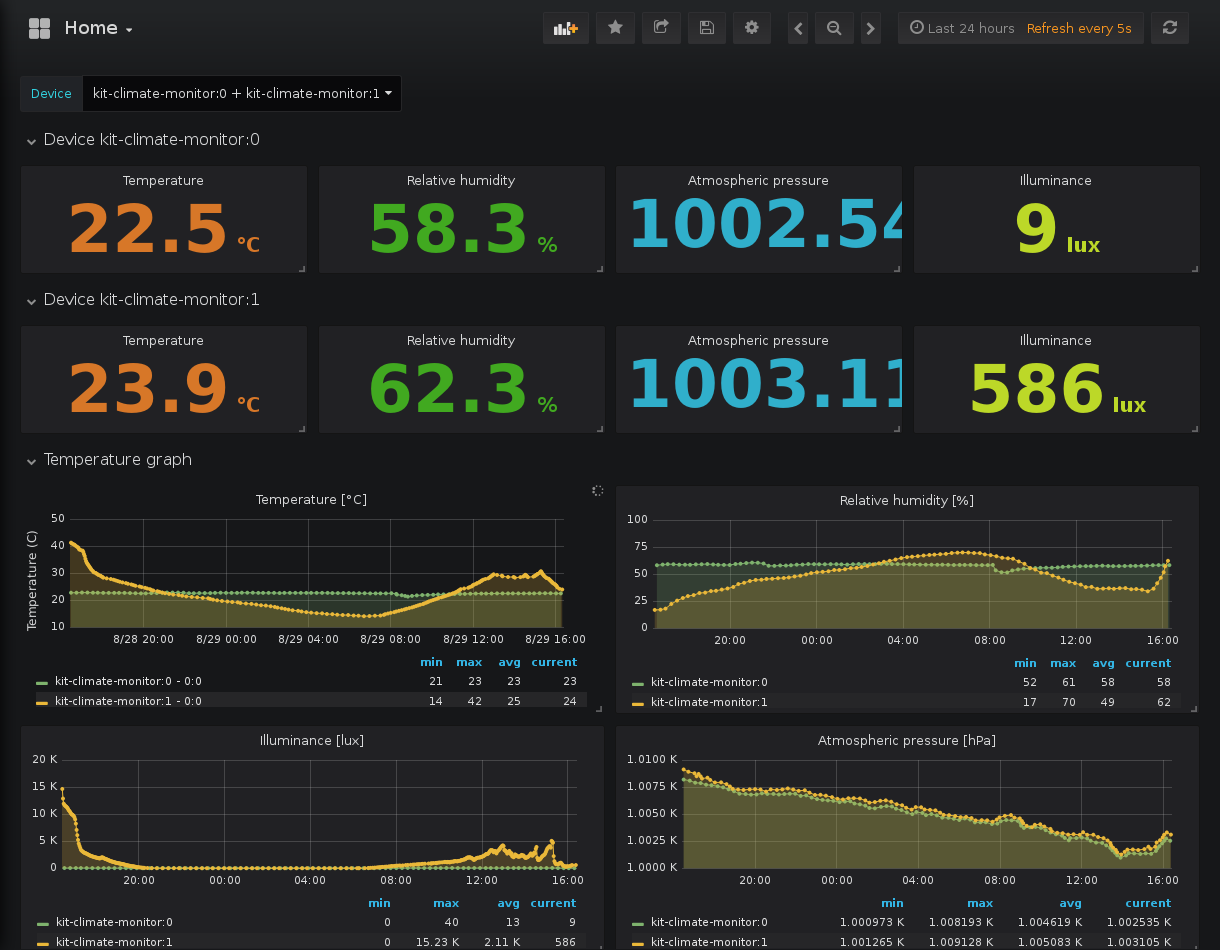 Home
Last 24 hours Refresh every 5s
Device kit-climate-monitor:0 + kit-climate-monitor:1
Device kit-climate-monitor:0
Temperature Relative humidity Atmospheric pressure Illuminance
22.5 °C 58.3 % 1002.54 9 lux
Device kit-climate-monitor:1
Temperature Relative humidity Atmospheric pressure Illuminance
23.9 °C 62.3 % 1003.11 586 lux
Temperature graph
Temperature [°C]
Temperature (C)
50
40
30
20
10
8/28 20:00 8/29 00:00 8/29 04:00 8/29 08:00 8/29 12:00 8/29 16:00
min max avg current
kit-climate-monitor:0 - 0:0 21 23 23 23
kit-climate-monitor:1 - 0:0 14 42 25 24
Relative humidity [%]
100
75
50
25
0
20:00 00:00 04:00 08:00 12:00 16:00
min max avg current
kit-climate-monitor:0 52 61 58 58
kit-climate-monitor:1 17 70 49 62
Illuminance [lux]
20 K
15 K
10 K
5 K
0
20:00 00:00 04:00 08:00 12:00 16:00
min max avg current
kit-climate-monitor:0 0 40 13 9
kit-climate-monitor:1 0 15.23 K 2.11 K 586
Atmospheric pressure [hPa]
1.0100 K
1.0075 K
1.0050 K
1.0025 K
1.0000 K
20:00 00:00 04:00 08:00 12:00 16:00
min max avg current
kit-climate-monitor:0 1.000973 K 1.008193 K 1.004619 K 1.002535 K
kit-climate-monitor:1 1.001265 K 1.009128 K 1.005083 K 1.003105 K